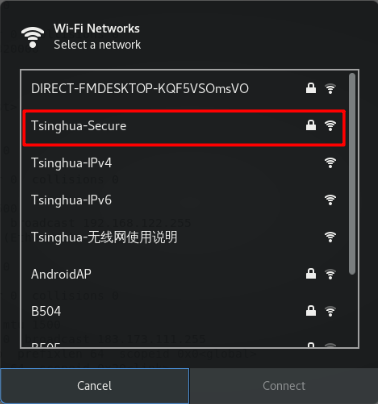 Wi-Fi Networks
Select a network
DIRECT-FMDESKTOP-KQF5VSOmsVO
Tsinghua-Secure
Tsinghua-IPv4
Tsinghua-IPv6
Tsinghua-无线网使用说明
AndroidAP
B504
Cancel
Connect